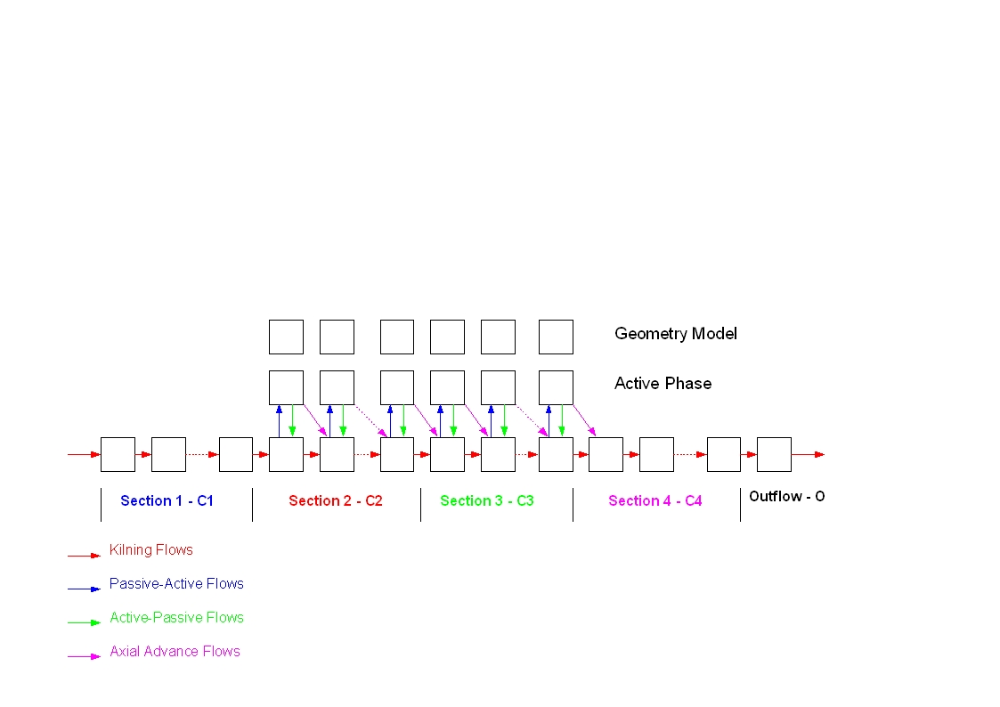 Geometry Model
Active Phase
Section 1 - C1
Section 2 - C2
Section 3 - C3
Section 4 - C4
Outflow - O
Kilning Flows
Passive-Active Flows
Active-Passive Flows
Axial Advance Flows